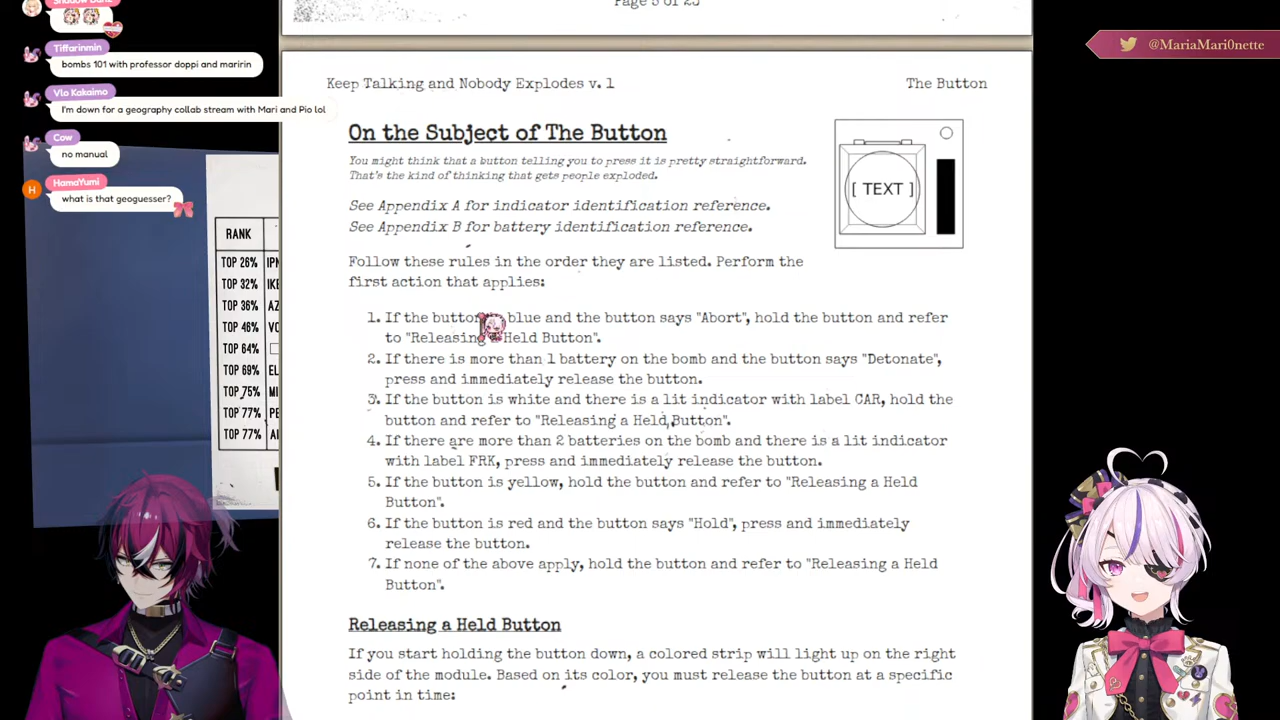 Shadow
Tiffarinmin
bombs 101 with professor doppi and maririn
Vlo Kakaimo
I'm down for a geography collab stream with Mari and Pio lol
Cow
no manual
H
HamaYumi
what is that geoguesser?
RANK
TOP 26%
TOP 32%
TOP 36%
TOP 46%
TOP 64%
TOP 69%
TOP 75%
TOP 77%
TOP 77%
Page 5 of 23
Keep Talking and Nobody Explodes v. 1
The Button
On the Subject of The Button
You might think that a button telling you to press it is pretty straightforward.
That's the kind of thinking that gets people exploded.
See Appendix A for indicator identification reference.
See Appendix B for battery identification reference.
[ TEXT ]
Follow these rules in the order they are listed. Perform the
first action that applies:
1. If the button blue and the button says "Abort", hold the button and refer
to "Releasing Held Button".
2. If there is more than 1 battery on the bomb and the button says "Detonate",
press and immediately release the button.
3. If the button is white and there is a lit indicator with label CAR, hold the
button and refer to "Releasing a Held Button".
4. If there are more than 2 batteries on the bomb and there is a lit indicator
with label FRK, press and immediately release the button.
5. If the button is yellow, hold the button and refer to "Releasing a Held
Button".
6. If the button is red and the button says "Hold", press and immediately
release the button.
7. If none of the above apply, hold the button and refer to "Releasing a Held
Button".
Releasing a Held Button
If you start holding the button down, a colored strip will light up on the right
side of the module. Based on its color, you must release the button at a specific
point in time:
@MariaMari0nette